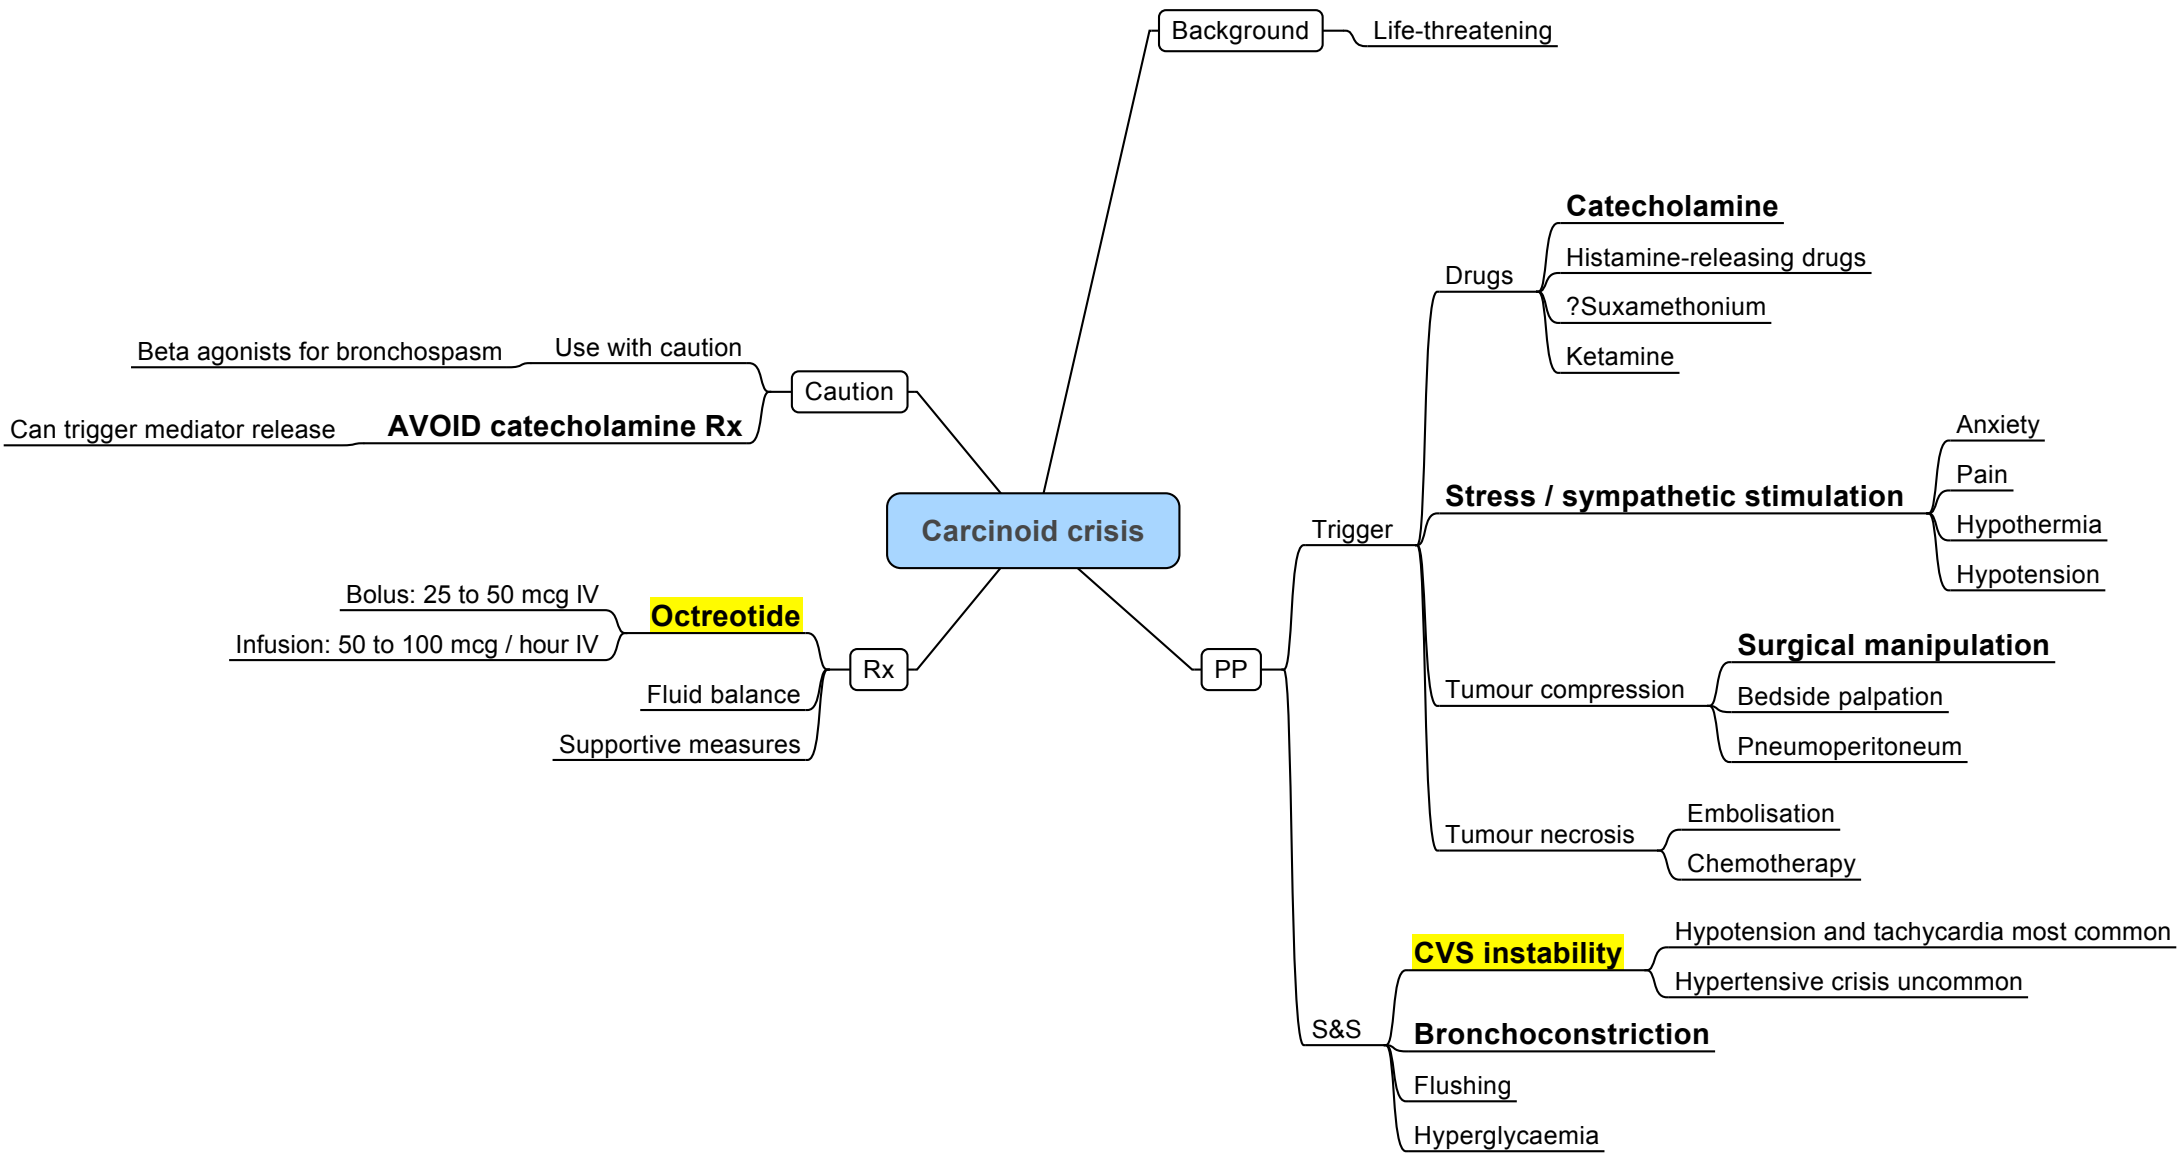 Background
Life-threatening
Catecholamine
Histamine-releasing drugs
Drugs
?Suxamethonium
Ketamine
Beta agonists for bronchospasm
Use with caution
Caution
Can trigger mediator release
AVOID catecholamine Rx
Anxiety
Pain
Stress / sympathetic stimulation
Hypothermia
Hypotension
Carcinoid crisis
Trigger
Bolus: 25 to 50 mcg IV
Octreotide
Infusion: 50 to 100 mcg / hour IV
Rx
Fluid balance
Supportive measures
PP
Surgical manipulation
Tumour compression
Bedside palpation
Pneumoperitoneum
Embolisation
Tumour necrosis
Chemotherapy
Hypotension and tachycardia most common
CVS instability
Hypertensive crisis uncommon
S&S
Bronchoconstriction
Flushing
Hyperglycaemia